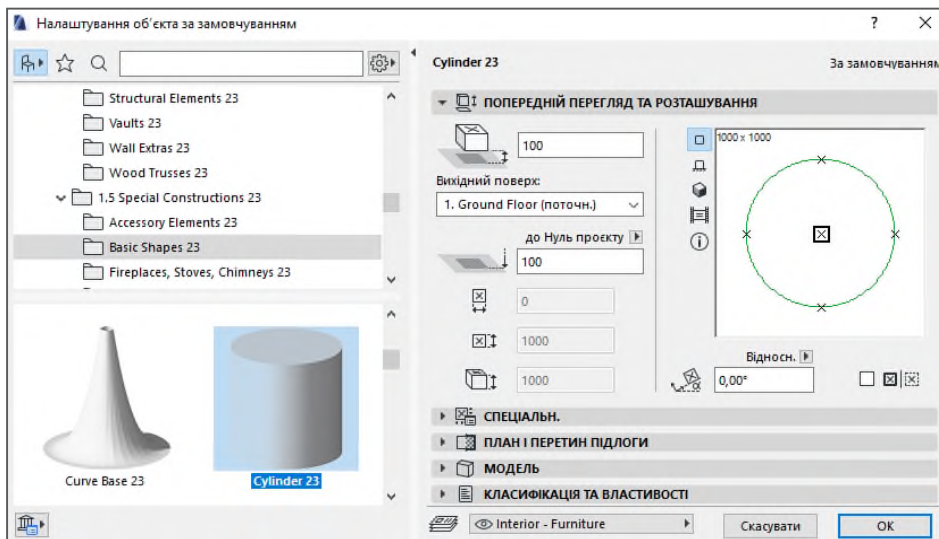 Налаштування об'єкта за замовчуванням
? X
Structural Elements 23
Vaults 23
Wall Extras 23
Wood Trusses 23
1.5 Special Constructions 23
Accessory Elements 23
Basic Shapes 23
Fireplaces, Stoves, Chimneys 23
Curve Base 23
Cylinder 23
Cylinder 23
За замовчуванням
ПОПЕРЕДНІЙ ПЕРЕГЛЯД ТА РОЗТАШУВАННЯ
100
Вихідний поверх:
1. Ground Floor (поточн.)
до Нуль проєкту
100
0
1000
1000
1000 x 1000
Відносн.
0,00°
СПЕЦІАЛЬН.
ПЛАН І ПЕРЕТИН ПІДЛОГИ
МОДЕЛЬ
КЛАСИФІКАЦІЯ ТА ВЛАСТИВОСТІ
Interior - Furniture
Скасувати
ОК